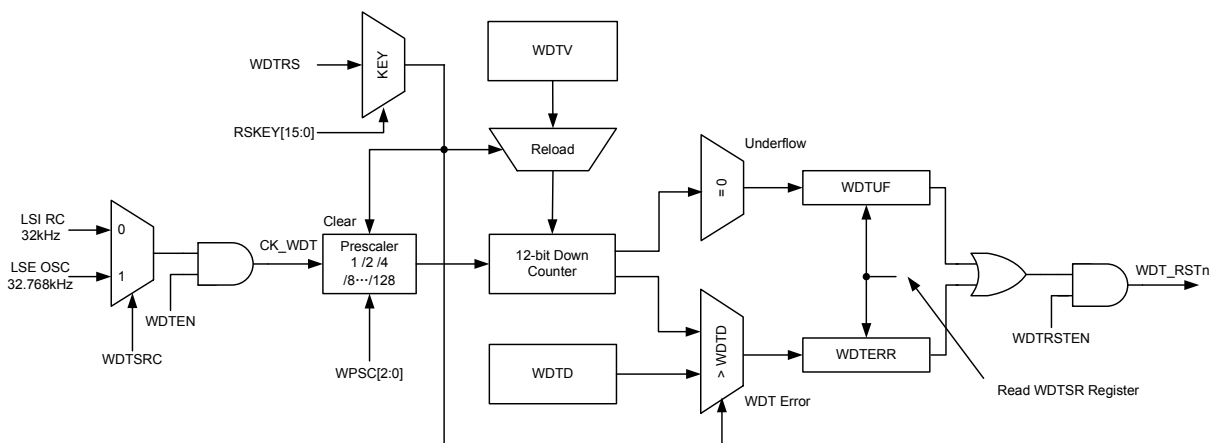 WDTV
WDTRS
KEY
RSKEY[15:0]
Reload
Underflow
= 0
WDTUF
LSI RC
32kHz
0
Clear
CK_WDT
Prescaler
1 /2 /4
/8···/128
12-bit Down
Counter
LSE OSC
32.768kHz
1
WDT_RSTn
WDTEN
WDTRSTEN
WDTSRC
WPSC[2:0]
WDTD
> WDTD
WDTERR
WDT Error
Read WDTSR Register